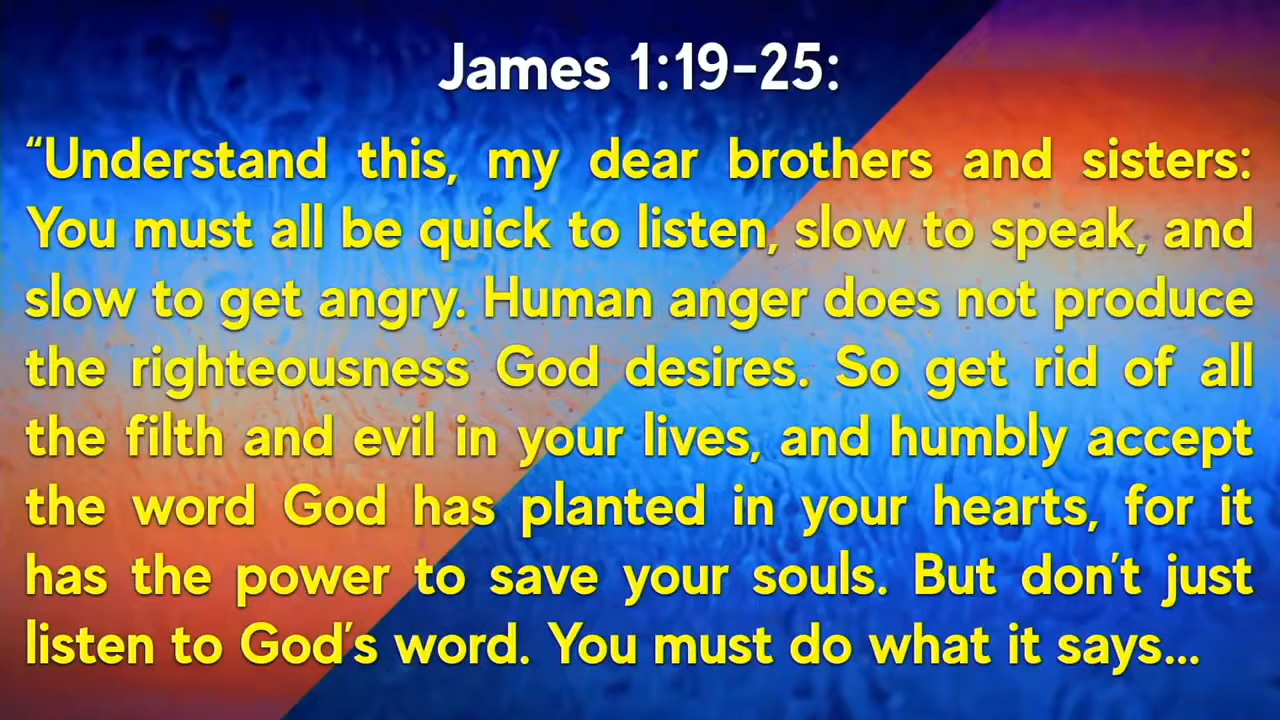 James 1:19-25:
“Understand this, my dear brothers and sisters:
You must all be quick to listen, slow to speak, and
slow to get angry. Human anger does not produce
the righteousness God desires. So get rid of all
the filth and evil in your lives, and humbly accept
the word God has planted in your hearts, for it
has the power to save your souls. But don’t just
listen to God’s word. You must do what it says...